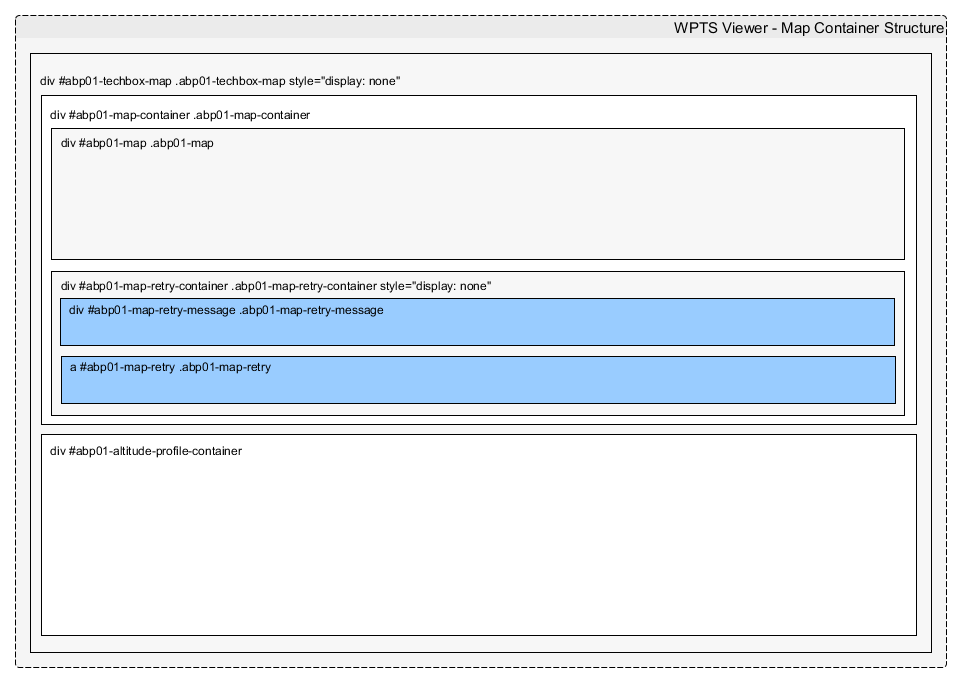 WPTS Viewer - Map Container Structure
div #abp01-techbox-map .abp01-techbox-map style="display: none"
div #abp01-map-container .abp01-map-container
div #abp01-map .abp01-map
div #abp01-map-retry-container .abp01-map-retry-container style="display: none"
div #abp01-map-retry-message .abp01-map-retry-message
a #abp01-map-retry .abp01-map-retry
div #abp01-altitude-profile-container